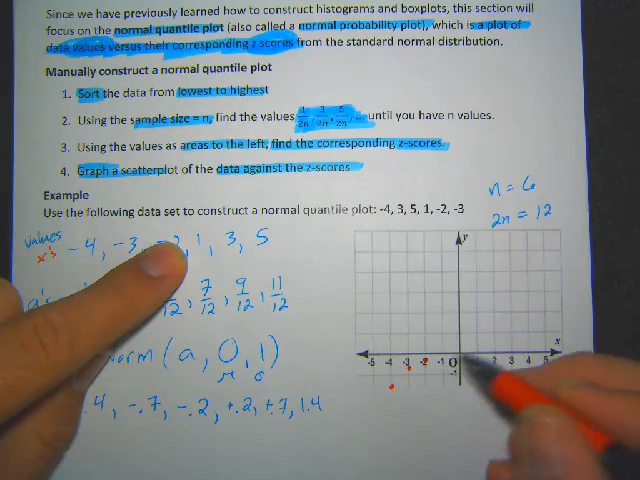 Since we have previously learned how to construct histograms and boxplots, this section will
focus on the normal quantile plot (also called a normal probability plot), which is a plot of
data values versus their corresponding z scores from the standard normal distribution.
Manually construct a normal quantile plot
1. Sort the data from lowest to highest
2. Using the sample size = n, find the values 1/2n, 3/2n, 5/2n, ... until you have n values.
3. Using the values as areas to the left, find the corresponding z-scores.
4. Graph a scatterplot of the data against the z-scores
Example
n = 6
Use the following data set to construct a normal quantile plot: -4, 3, 5, 1, -2, -3
2n = 12
values
x's -4, -3, 1, 3, 5
a's 7/12, 9/12, 11/12
norm (a, 0, 1)
μ σ
.4, -.7, -.2, +.2, +.7, 1.4
y
x
-5 -4 -3 -2 -1 0 2 3 4 5
-1